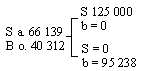 S 125 000
b = 0
S a. 66 139
B o. 40 312
S = 0
b = 95 238